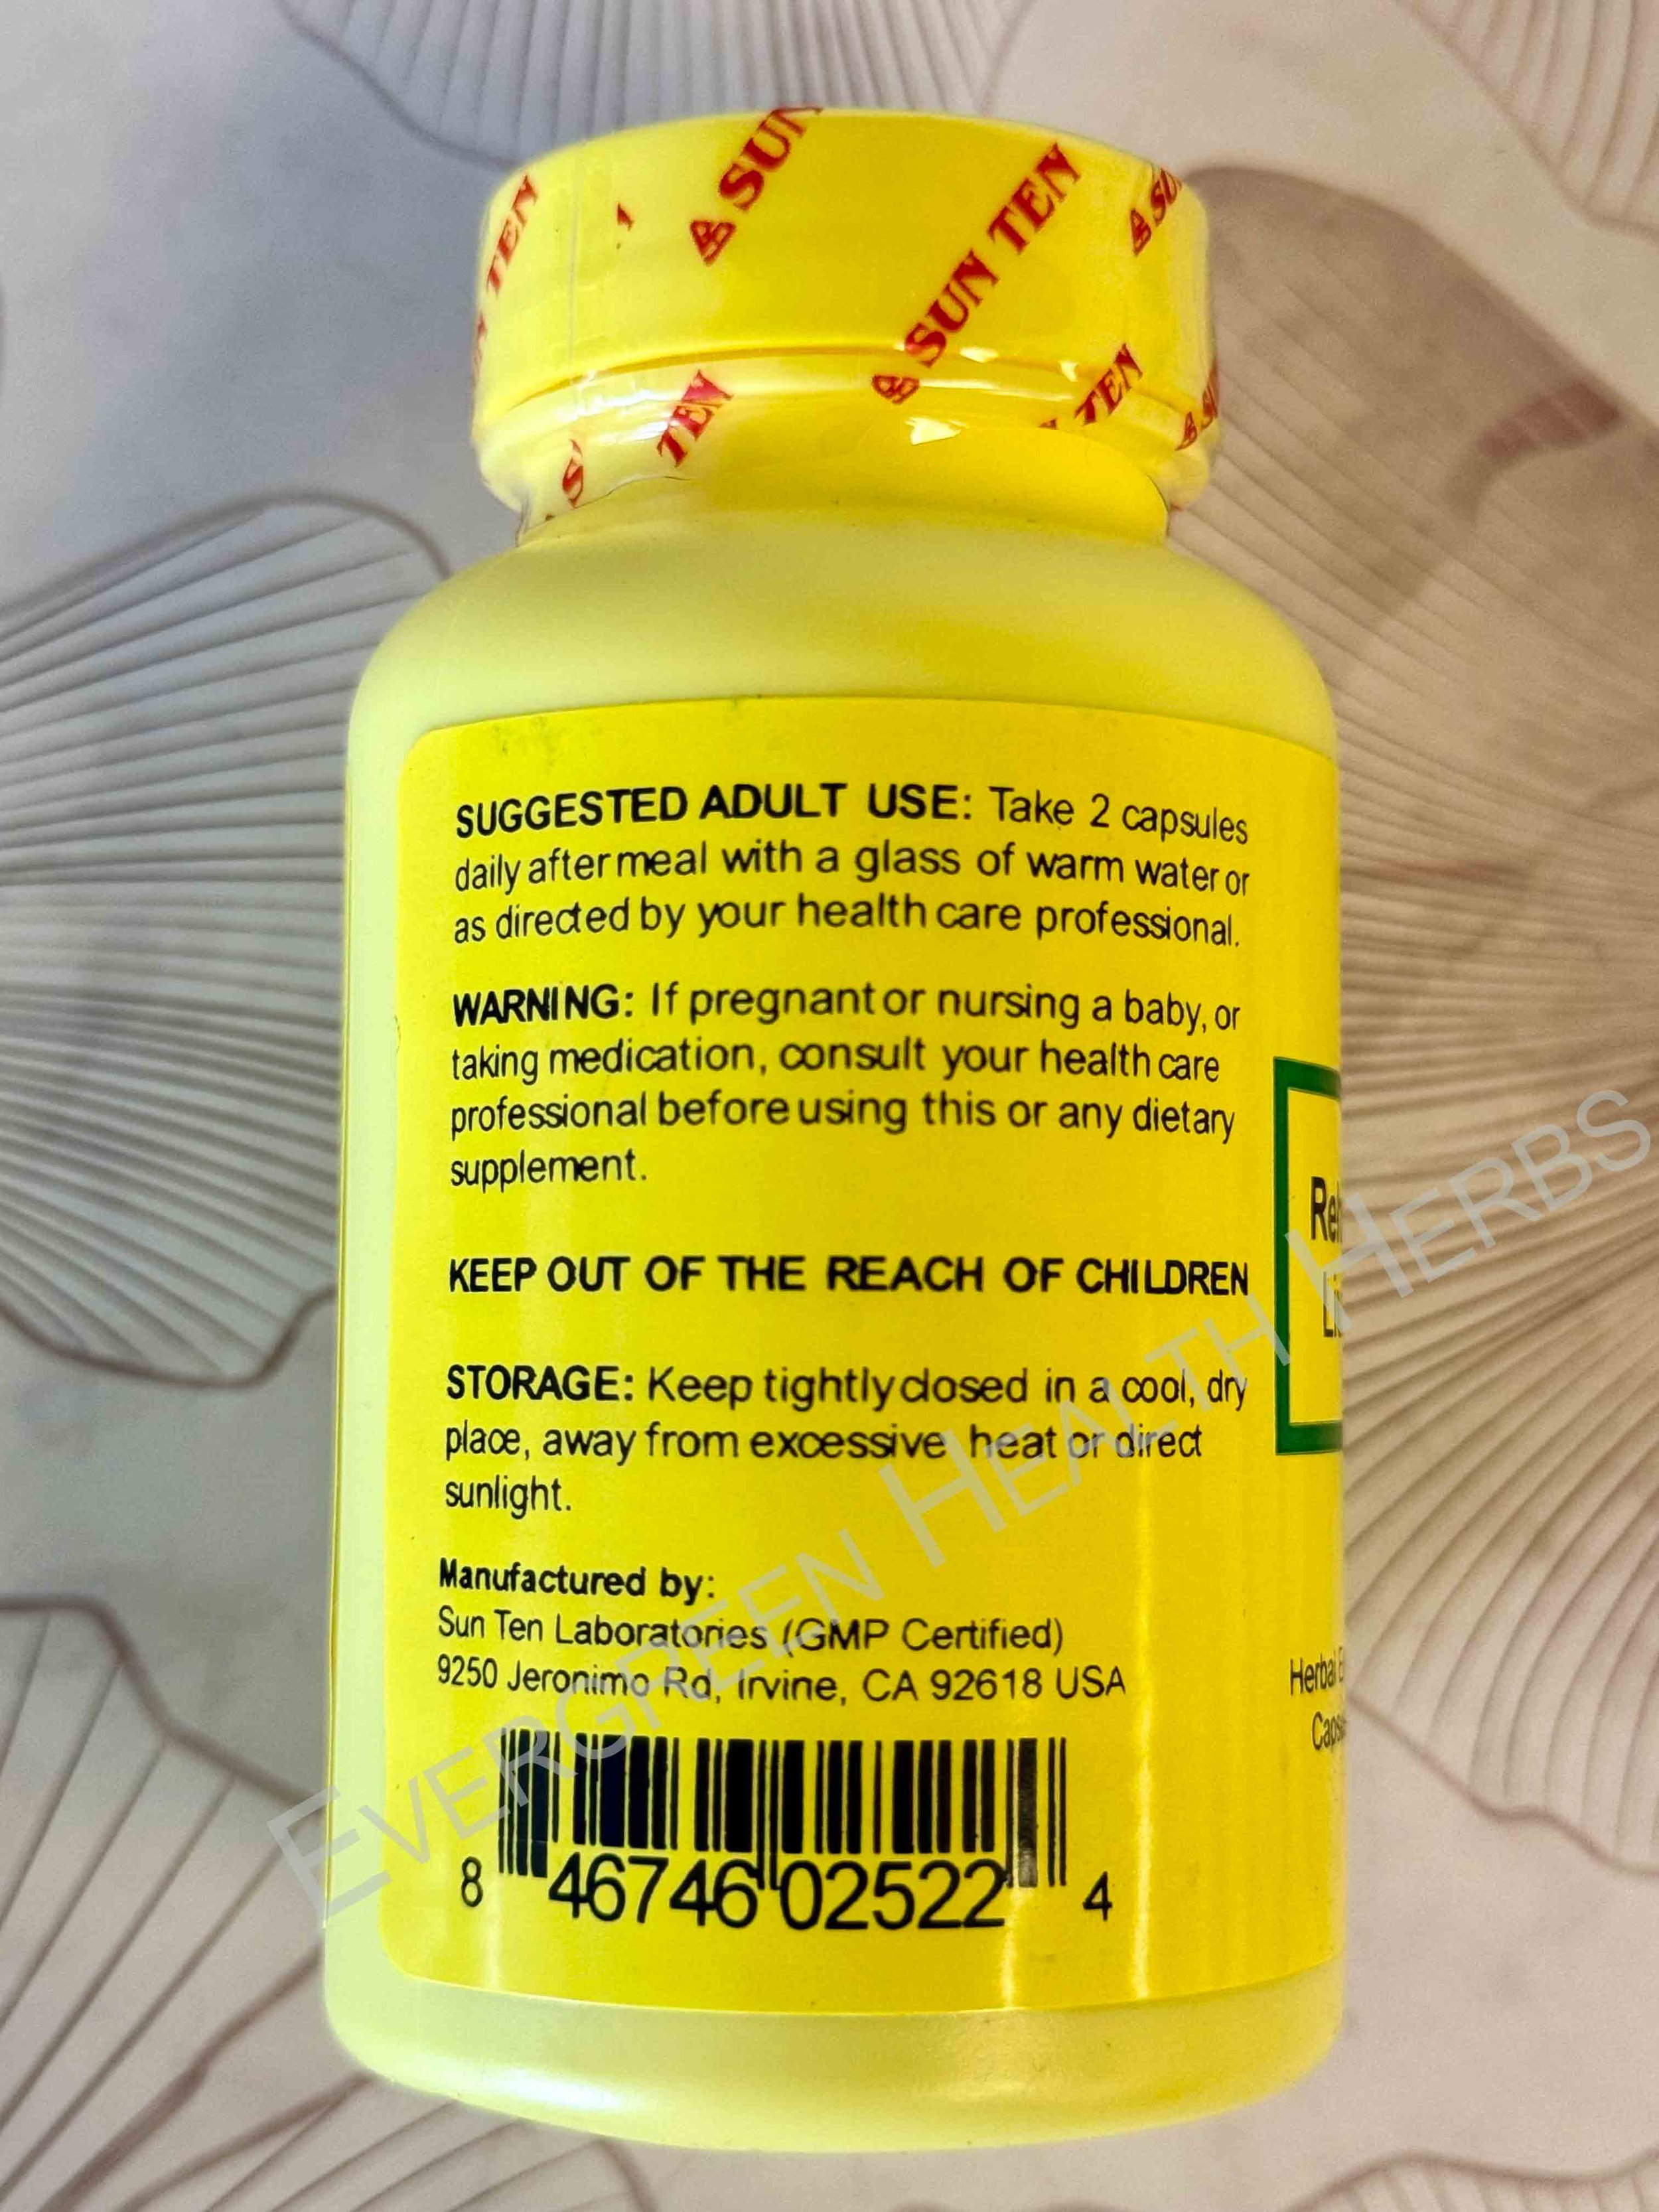 SUN
SUN TEN
TEN
TEN
TEN
SUGGESTED ADULT USE: Take 2 capsules
daily after meal with a glass of warm water or
as directed by your health care professional.
WARNING: If pregnant or nursing a baby, or
taking medication, consult your health care
professional before using this or any dietary
supplement.
KEEP OUT OF THE REACH OF CHILDREN
STORAGE: Keep tightly closed in a cool, dry
place, away from excessive heat or direct
sunlight.
Manufactured by:
Sun Ten Laboratories (GMP Certified)
9250 Jeronimo Rd, Irvine, CA 92618 USA
8 46746 02522 4
Herbal
EVERGREEN HEALTH HERBS